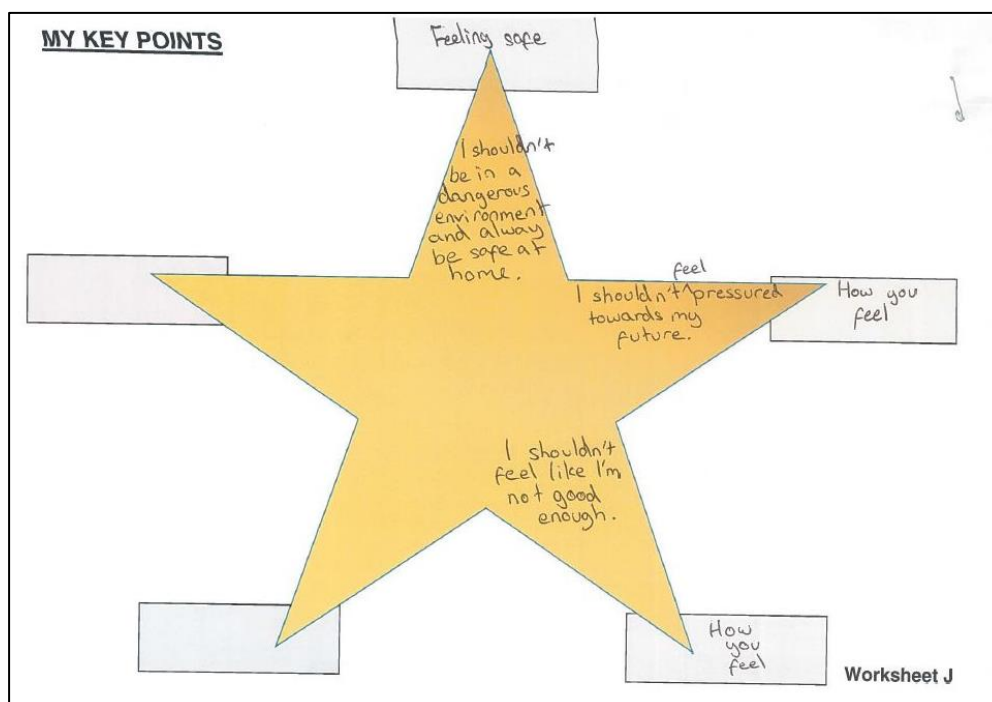 MY KEY POINTS
Feeling safe
I shouldn't
be in a
dangerous
environment
and alway
be safe at
home.
feel
I shouldn't ^ pressured
towards my
future.
How you
feel
I shouldn't
feel like I'm
not good
enough.
How
you
feel
Worksheet J